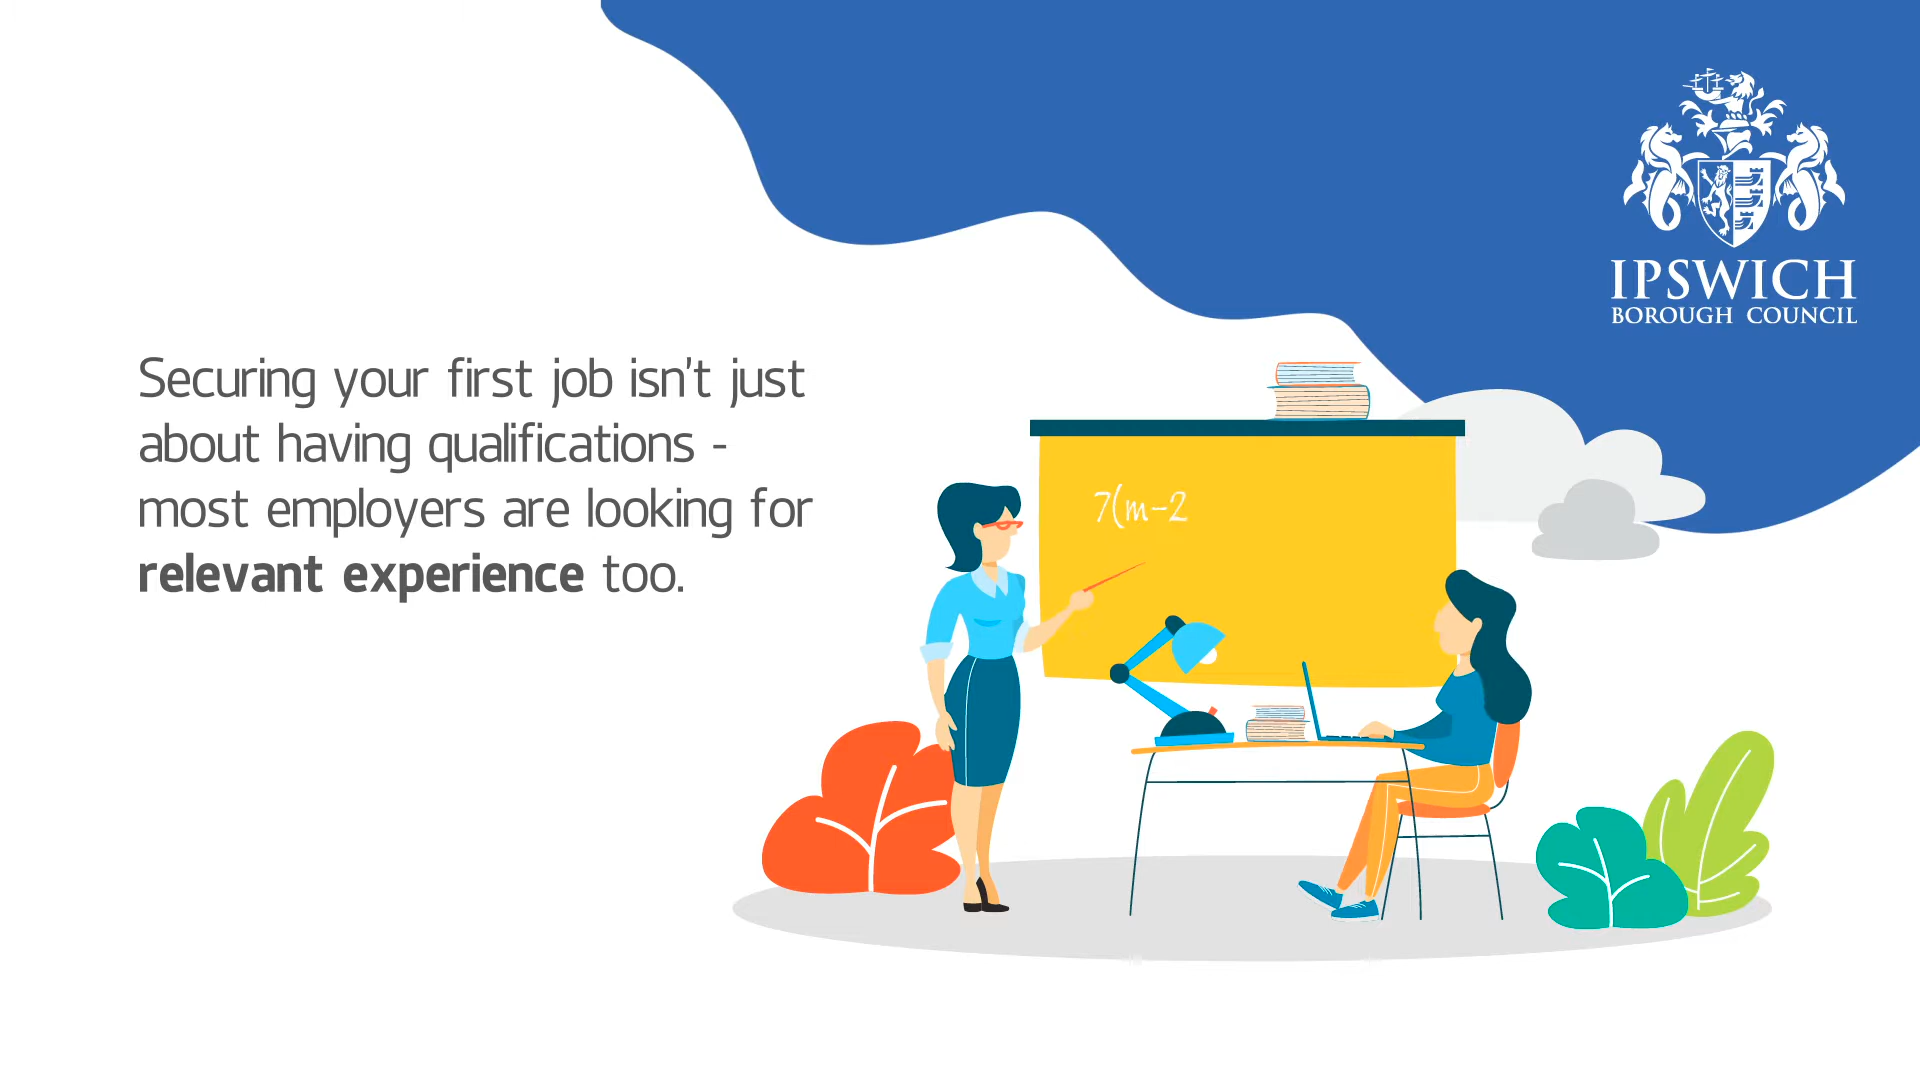 IPSWICH
BOROUGH COUNCIL
Securing your first job isn't just
about having qualifications -
most employers are looking for
relevant experience too.
7(m-2